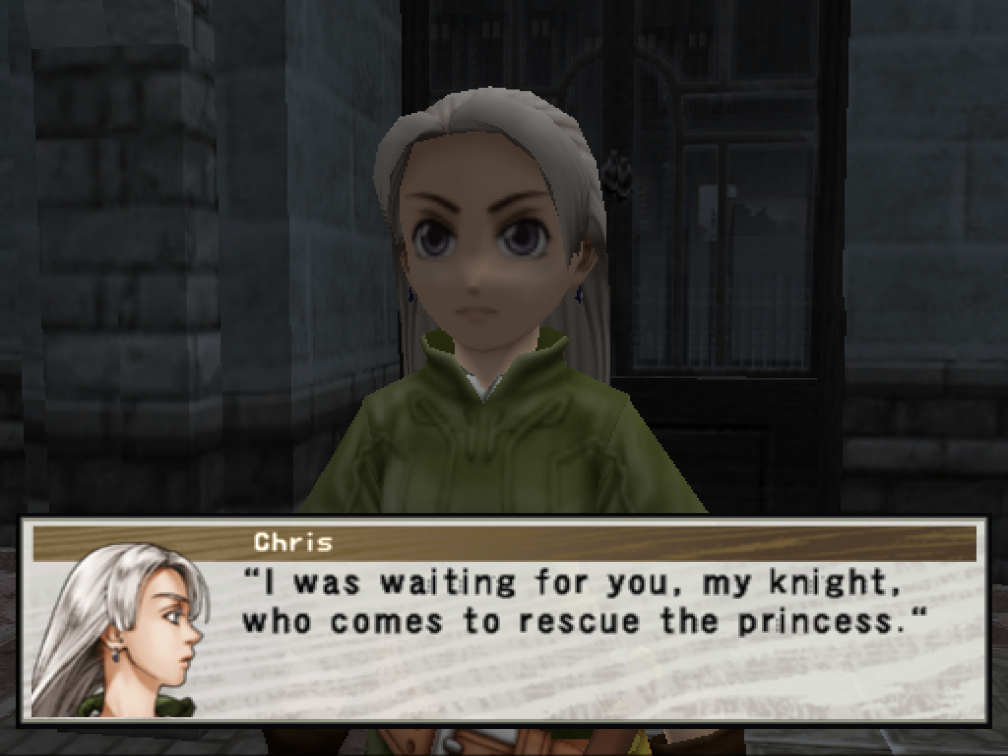 Chris
“I was waiting for you, my knight,
who comes to rescue the princess.“